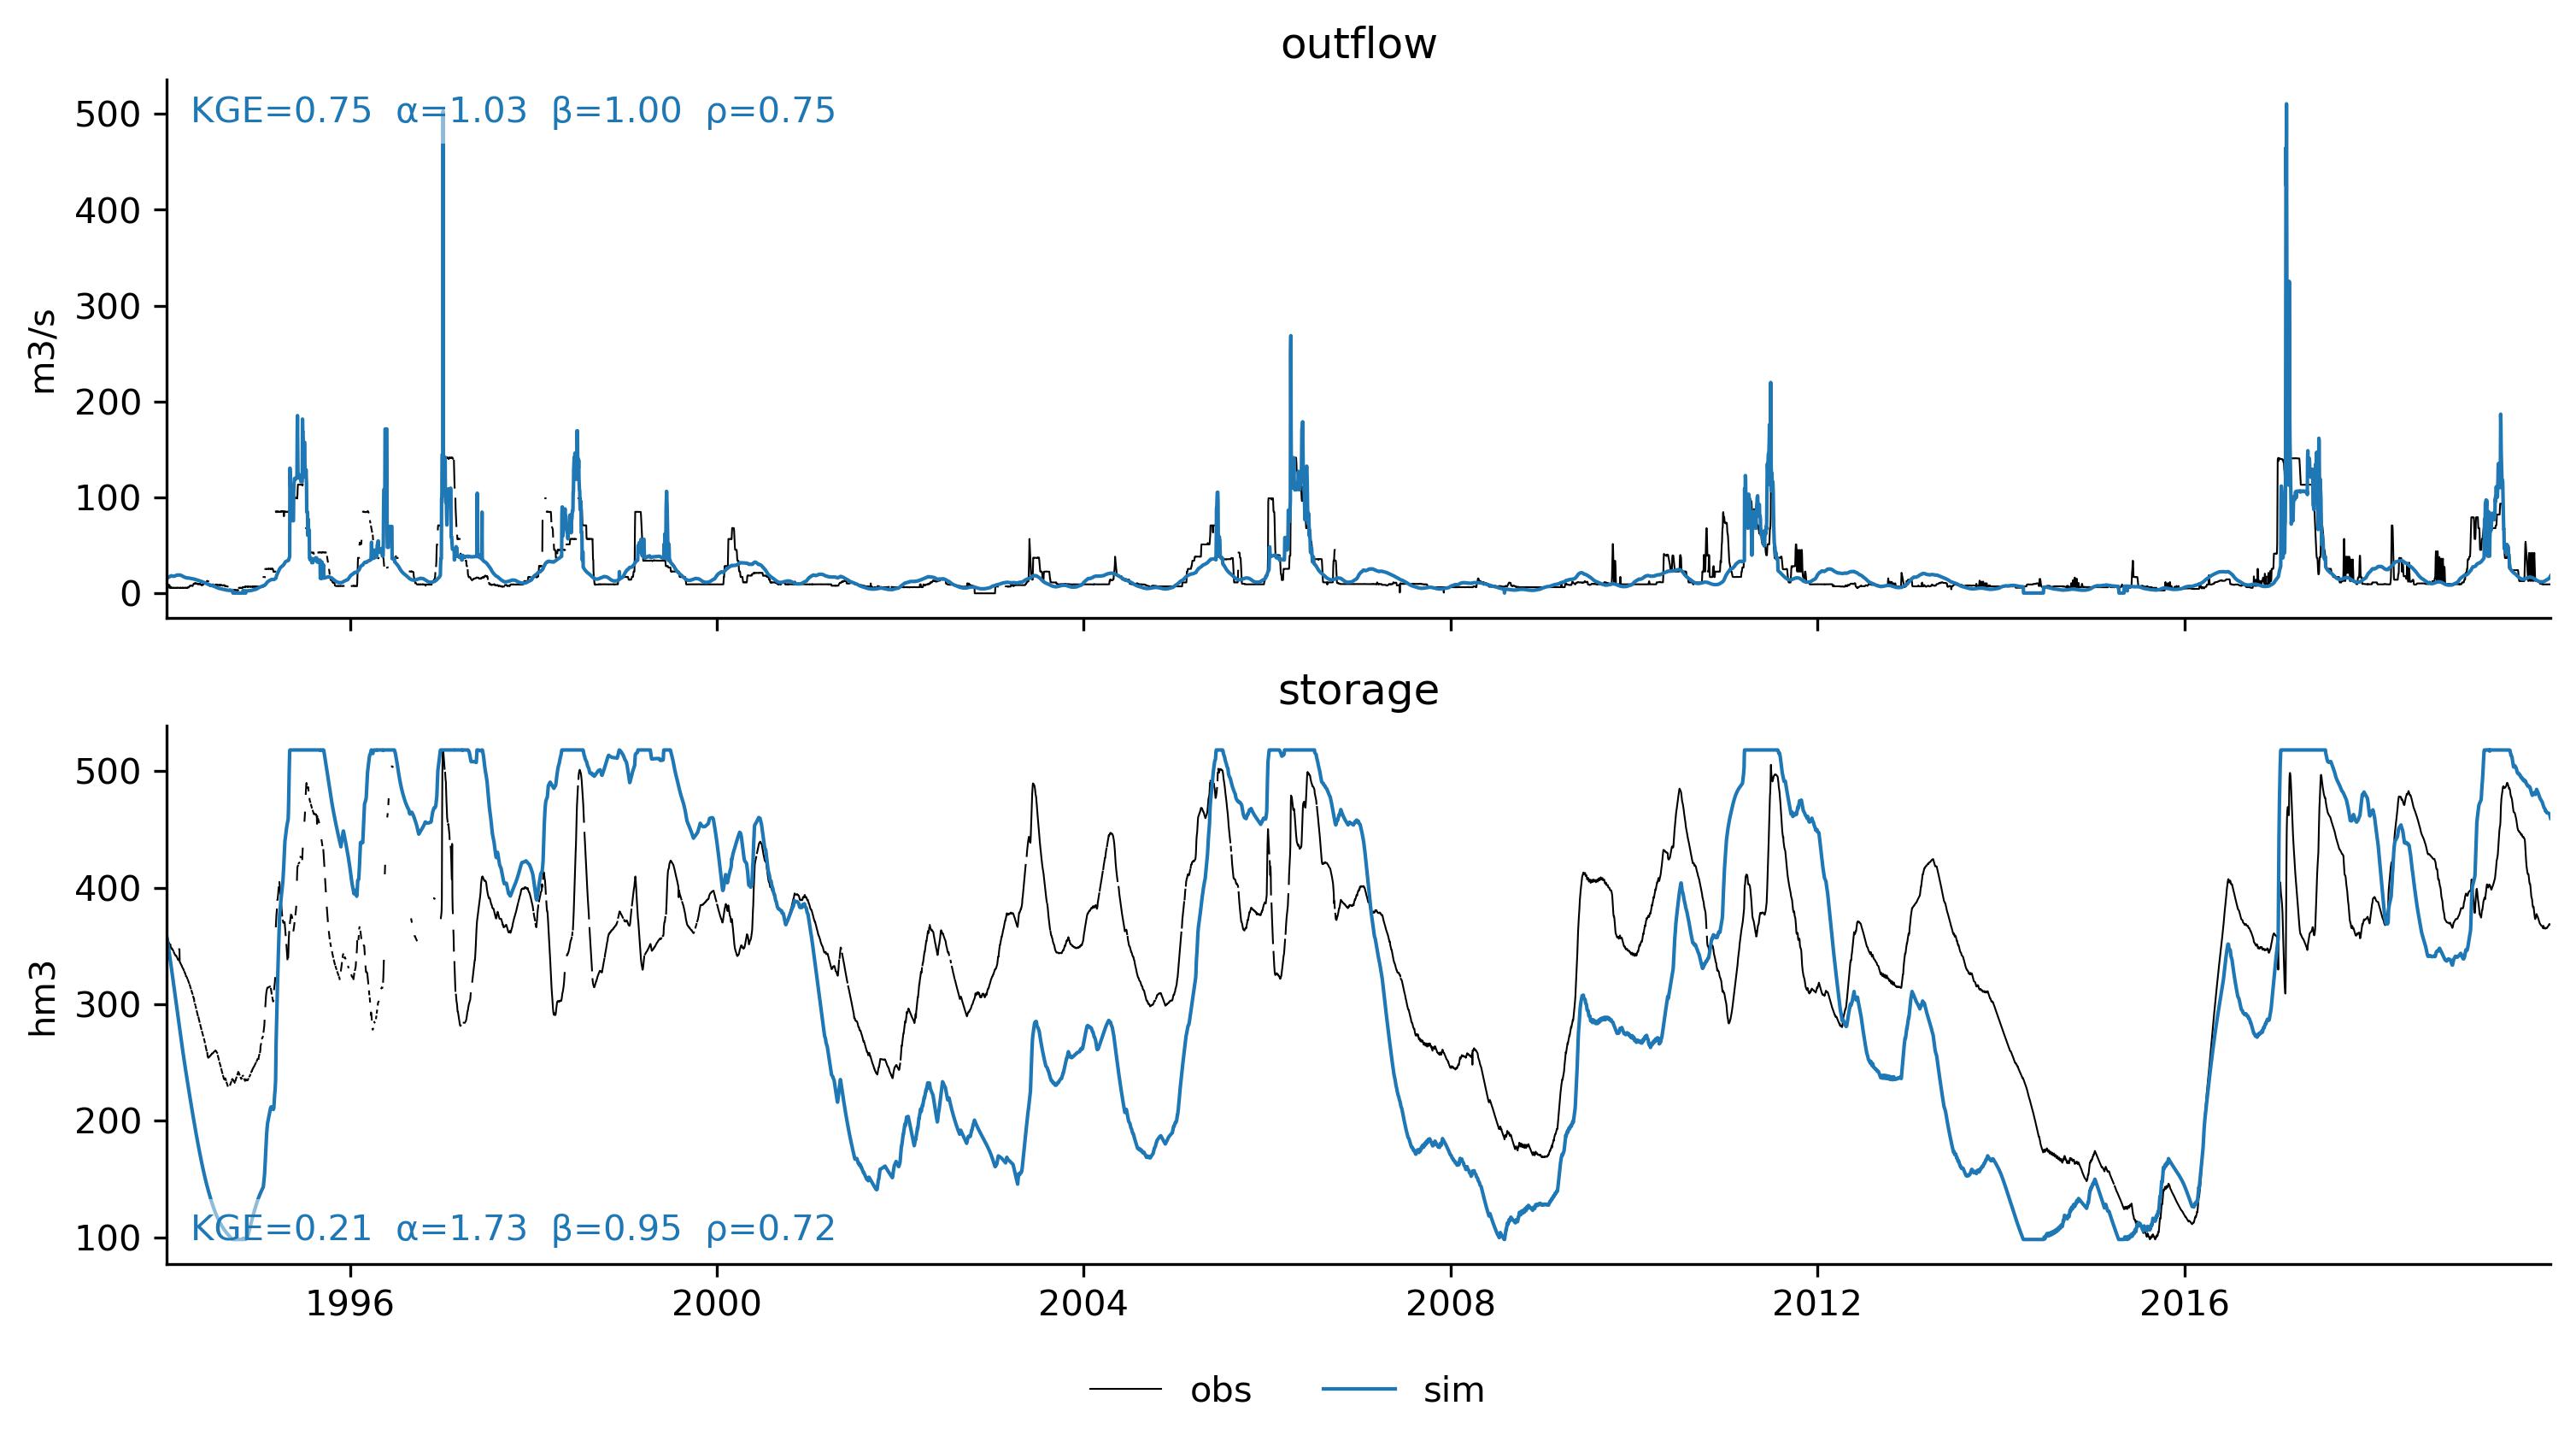 outflow
KGE=0.75 α=1.03 β=1.00 ρ=0.75
500
400
300
200
100
0
m3/s
storage
500
400
300
200
100
hm3
KGE=0.21 α=1.73 β=0.95 ρ=0.72
1996 2000 2004 2008 2012 2016
obs sim